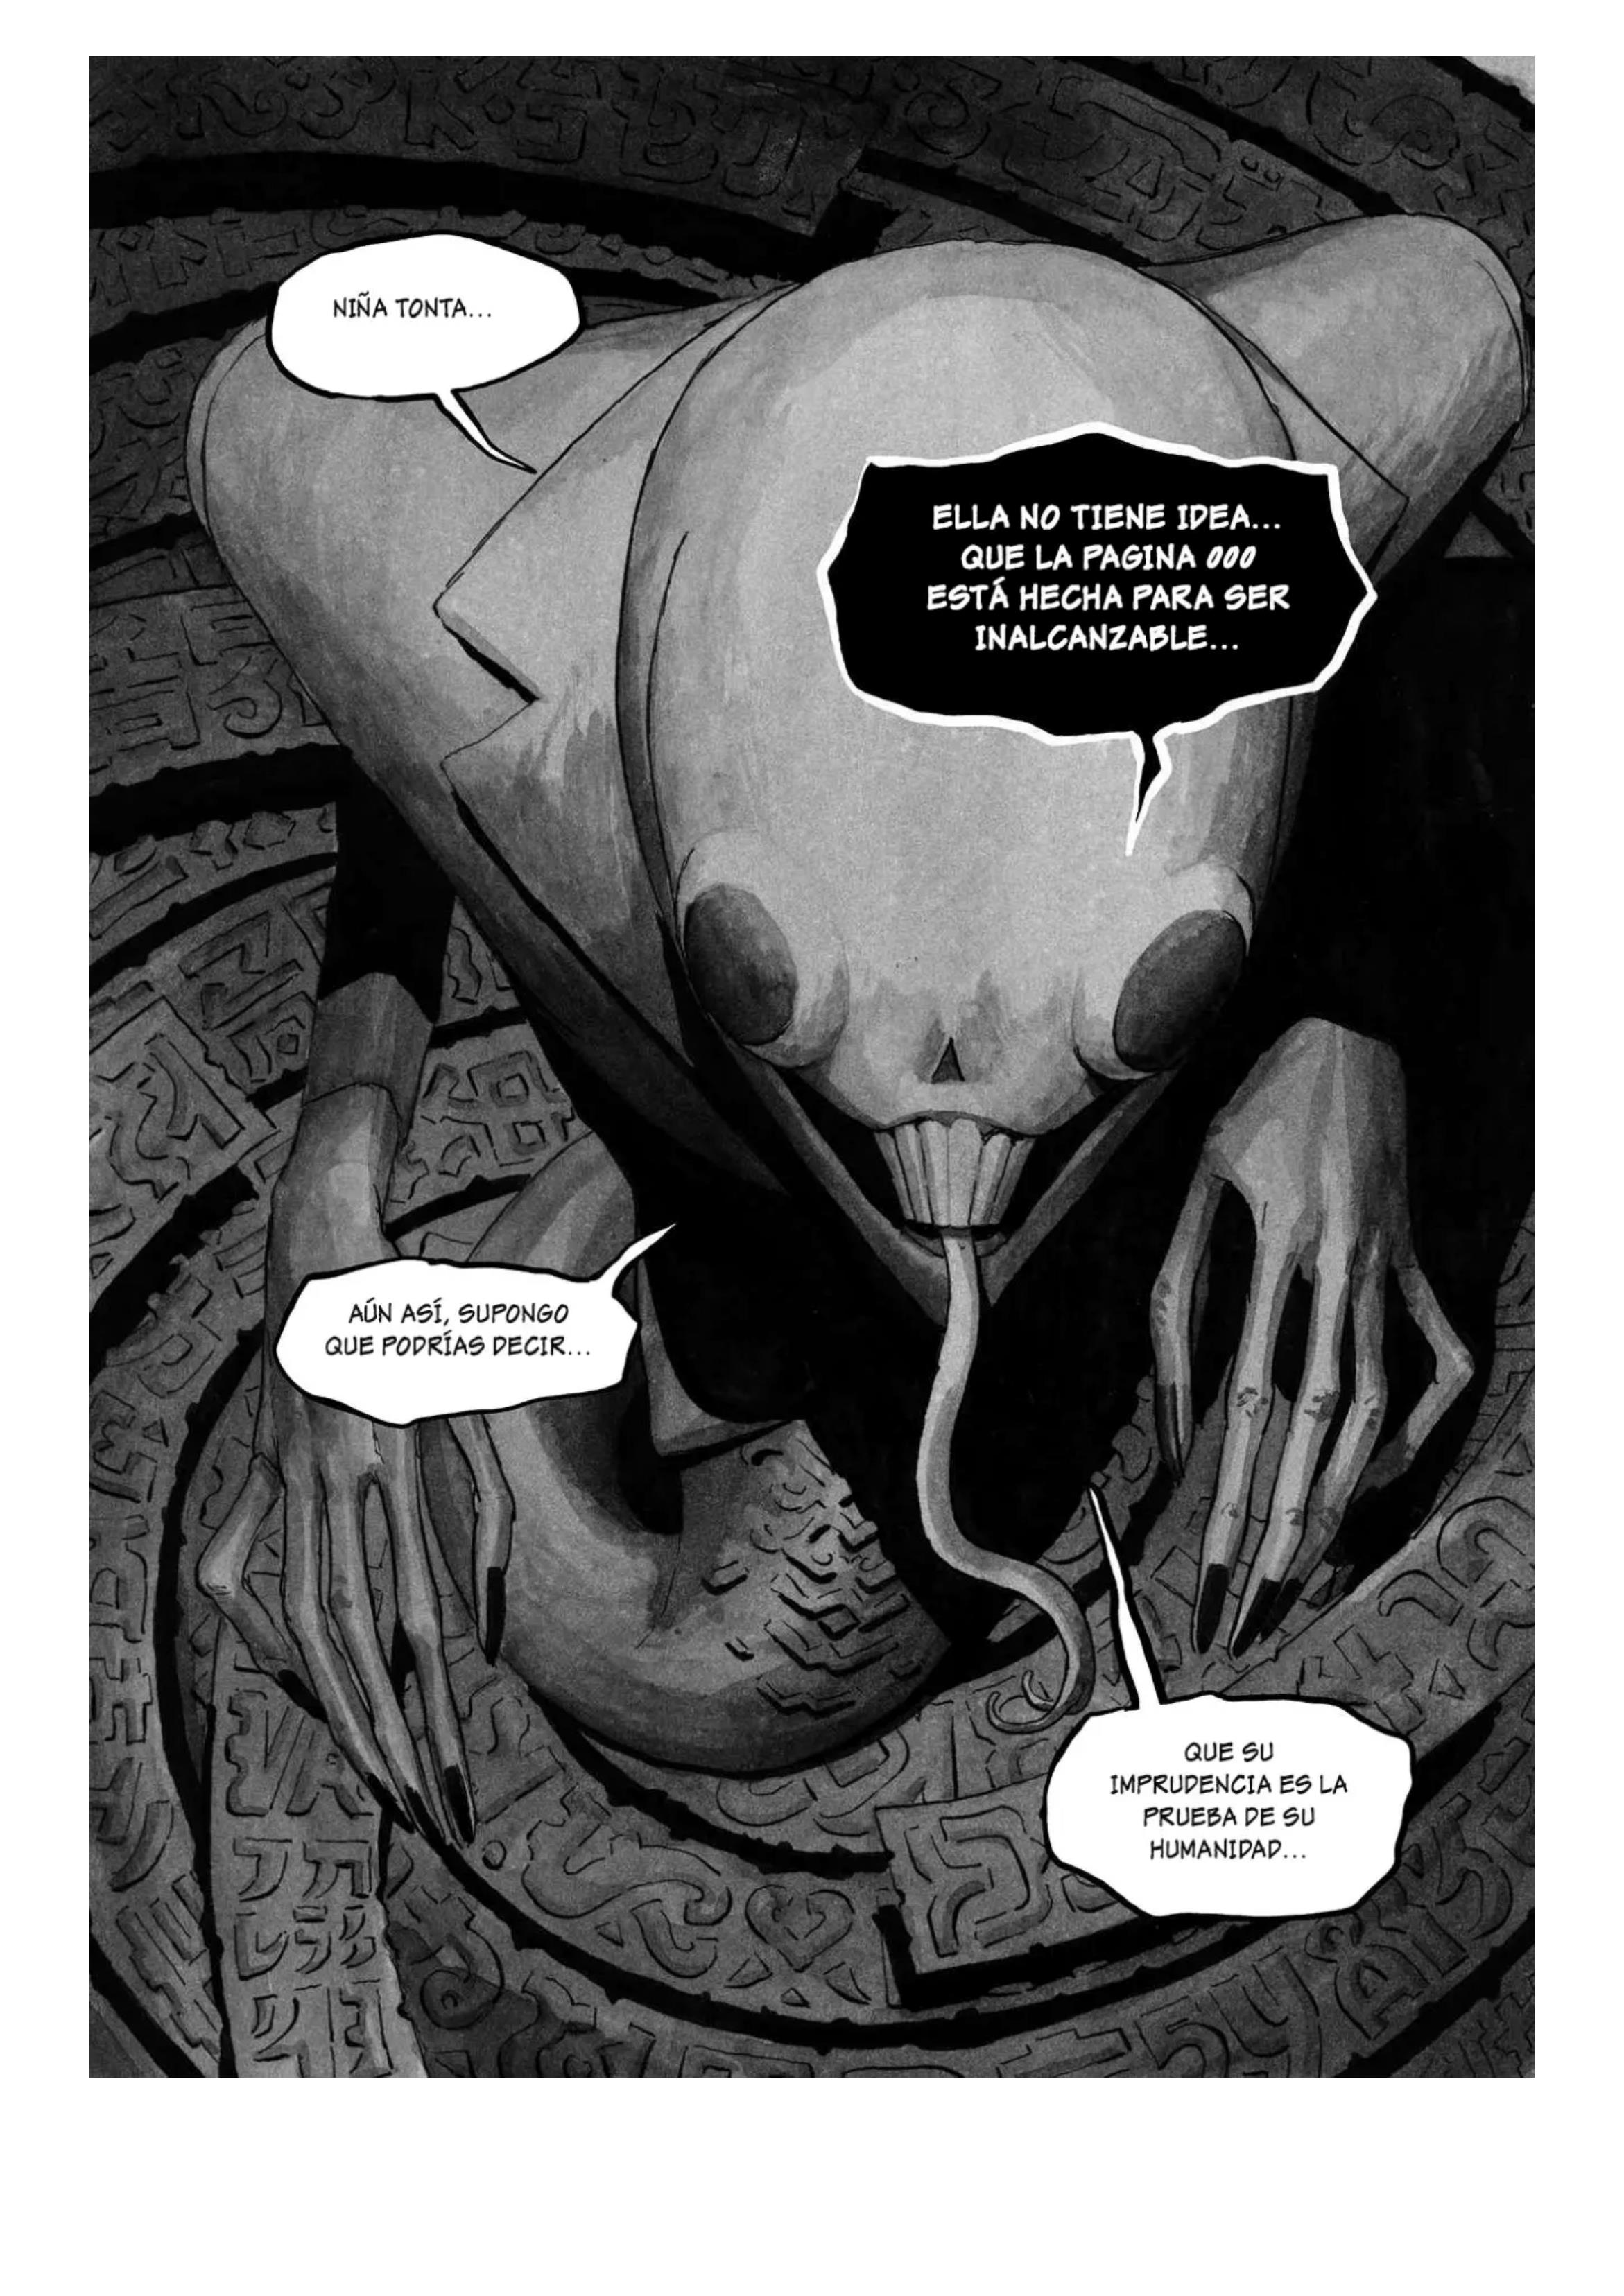 NIÑA TONTA...
ELLA NO TIENE IDEA...
QUE LA PAGINA 000
ESTÁ HECHA PARA SER
INALCANZABLE...
AÚN ASÍ, SUPONGO
QUE PODRÍAS DECIR...
QUE SU
IMPRUDENCIA ES LA
PRUEBA DE SU
HUMANIDAD...